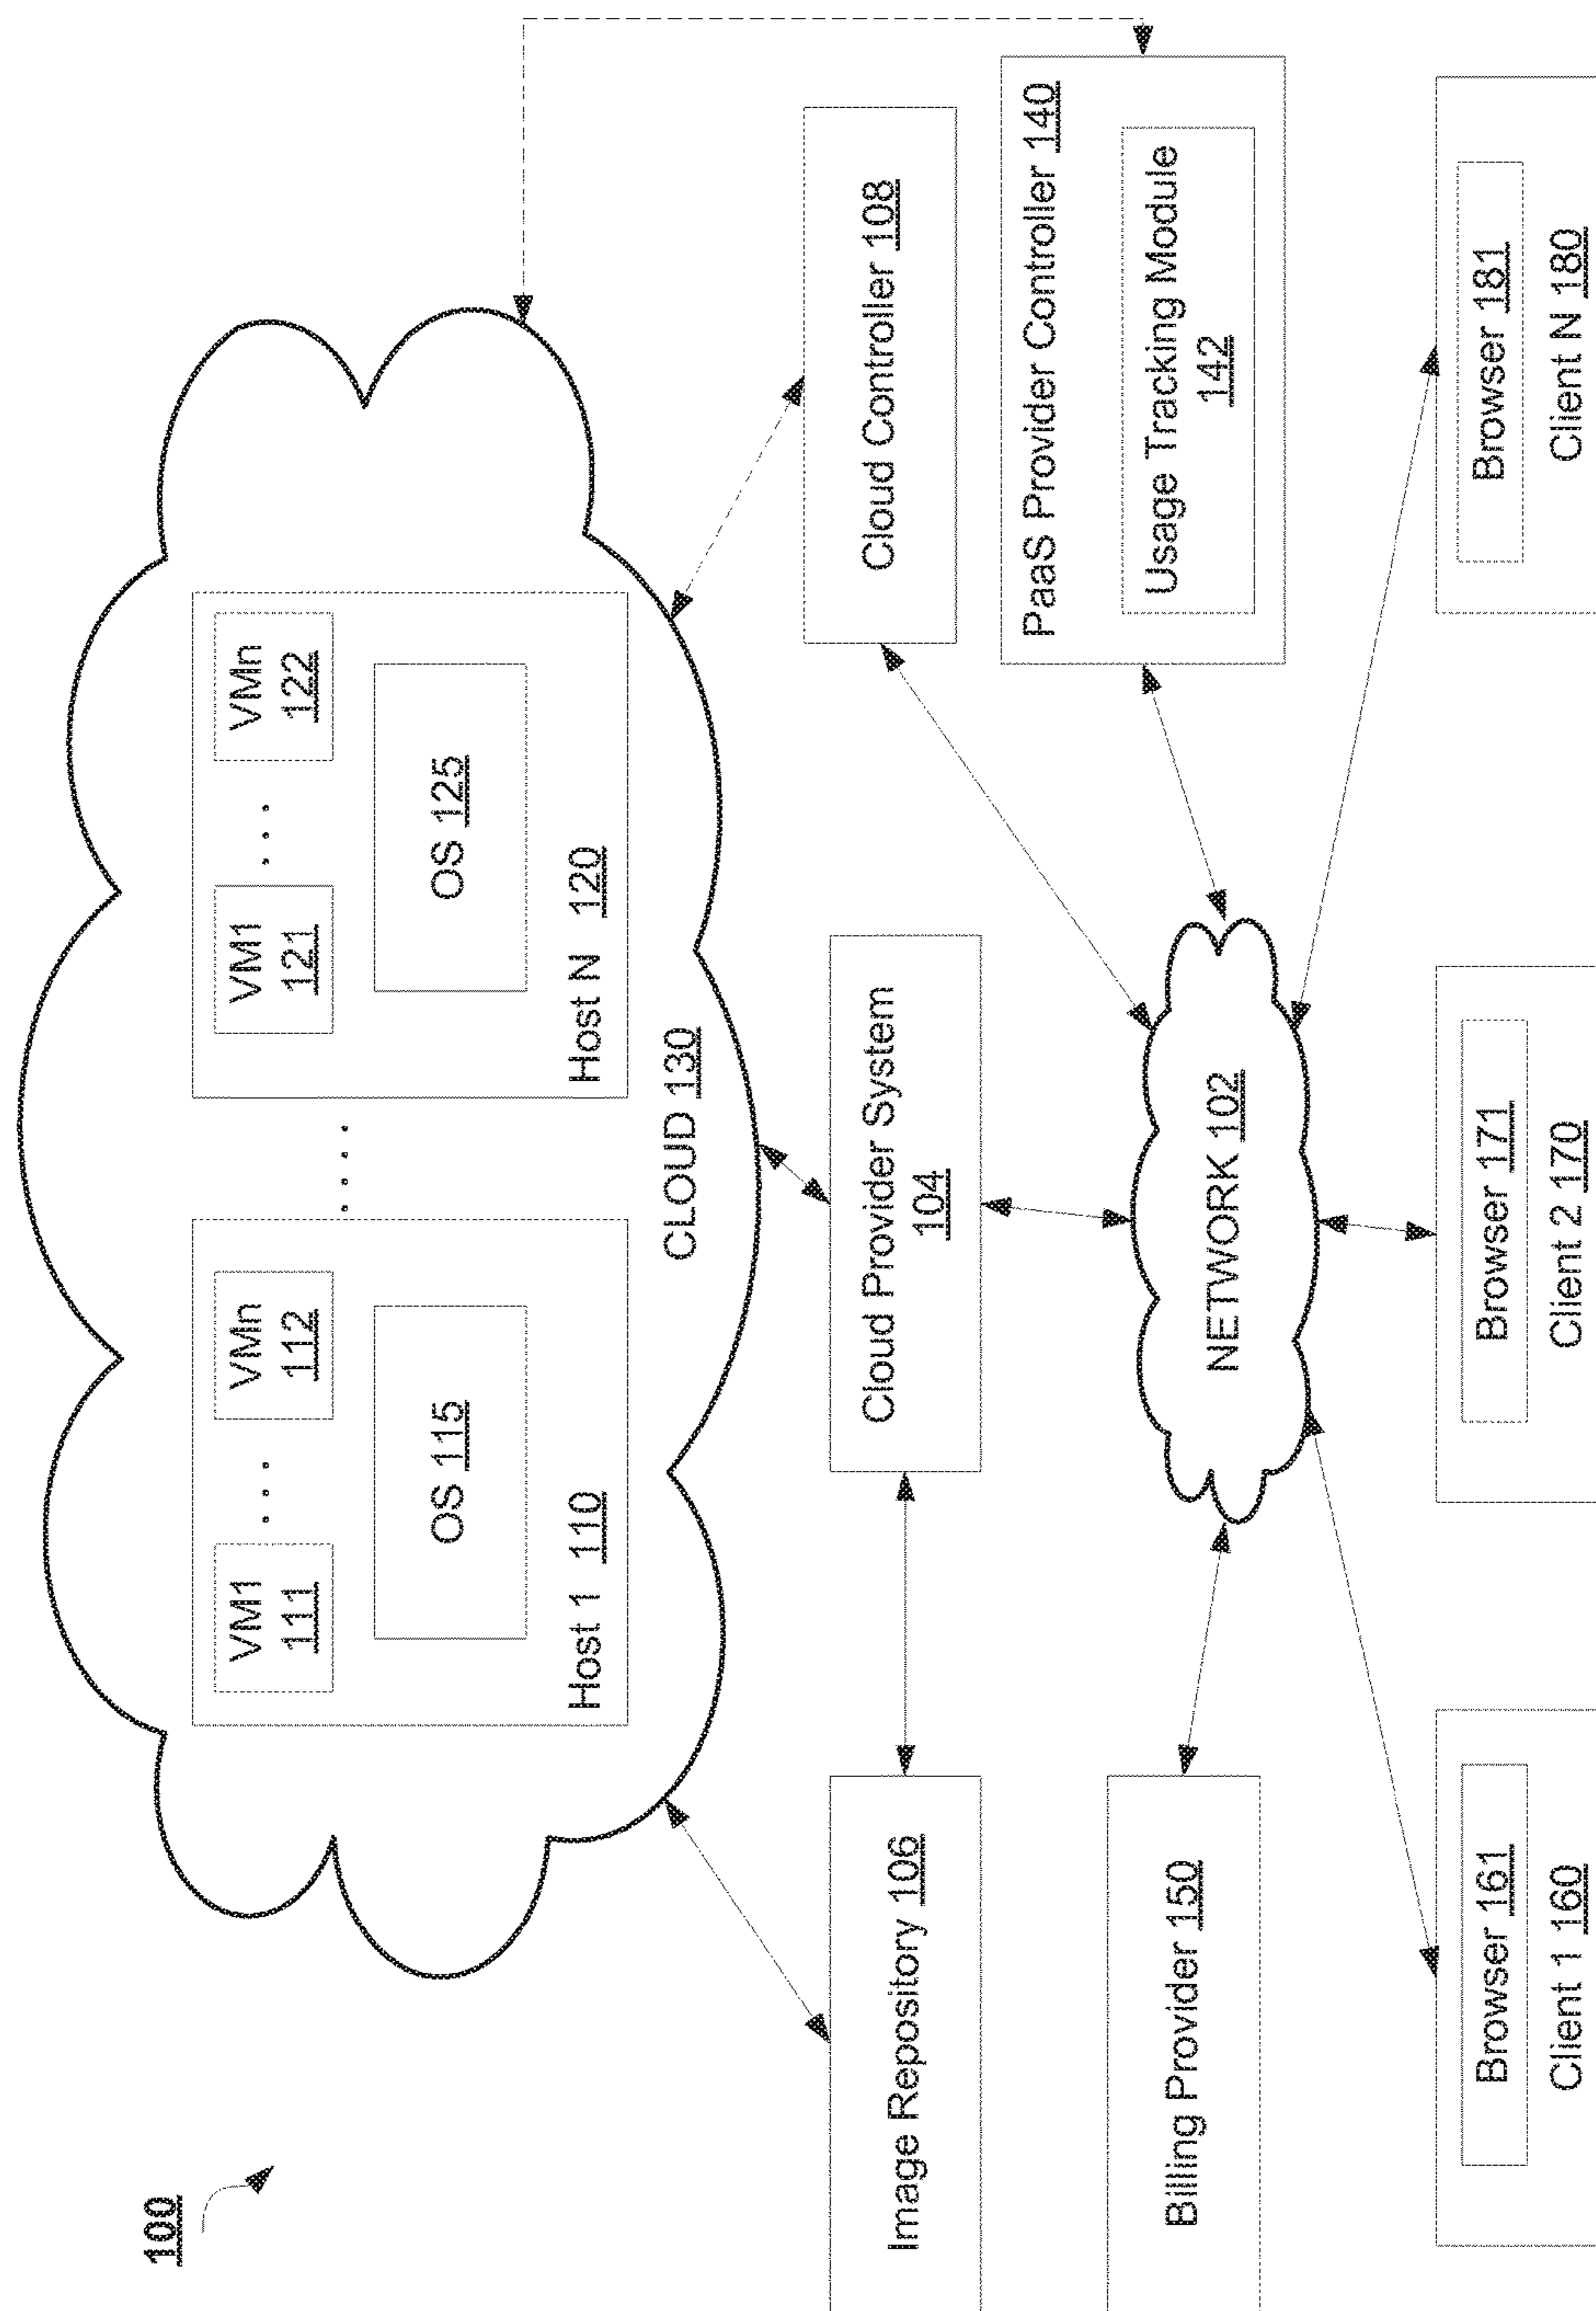 100
VM1
111
. . .
VMn
112
OS 115
Host 1 110
. . . .
VM1
121
. . .
VMn
122
OS 125
Host N 120
CLOUD 130
Image Repository 106
Cloud Provider System
104
Cloud Controller 108
Billing Provider 150
NETWORK 102
PaaS Provider Controller 140
Usage Tracking Module
142
Browser 161
Client 1 160
Browser 171
Client 2 170
Browser 181
Client N 180